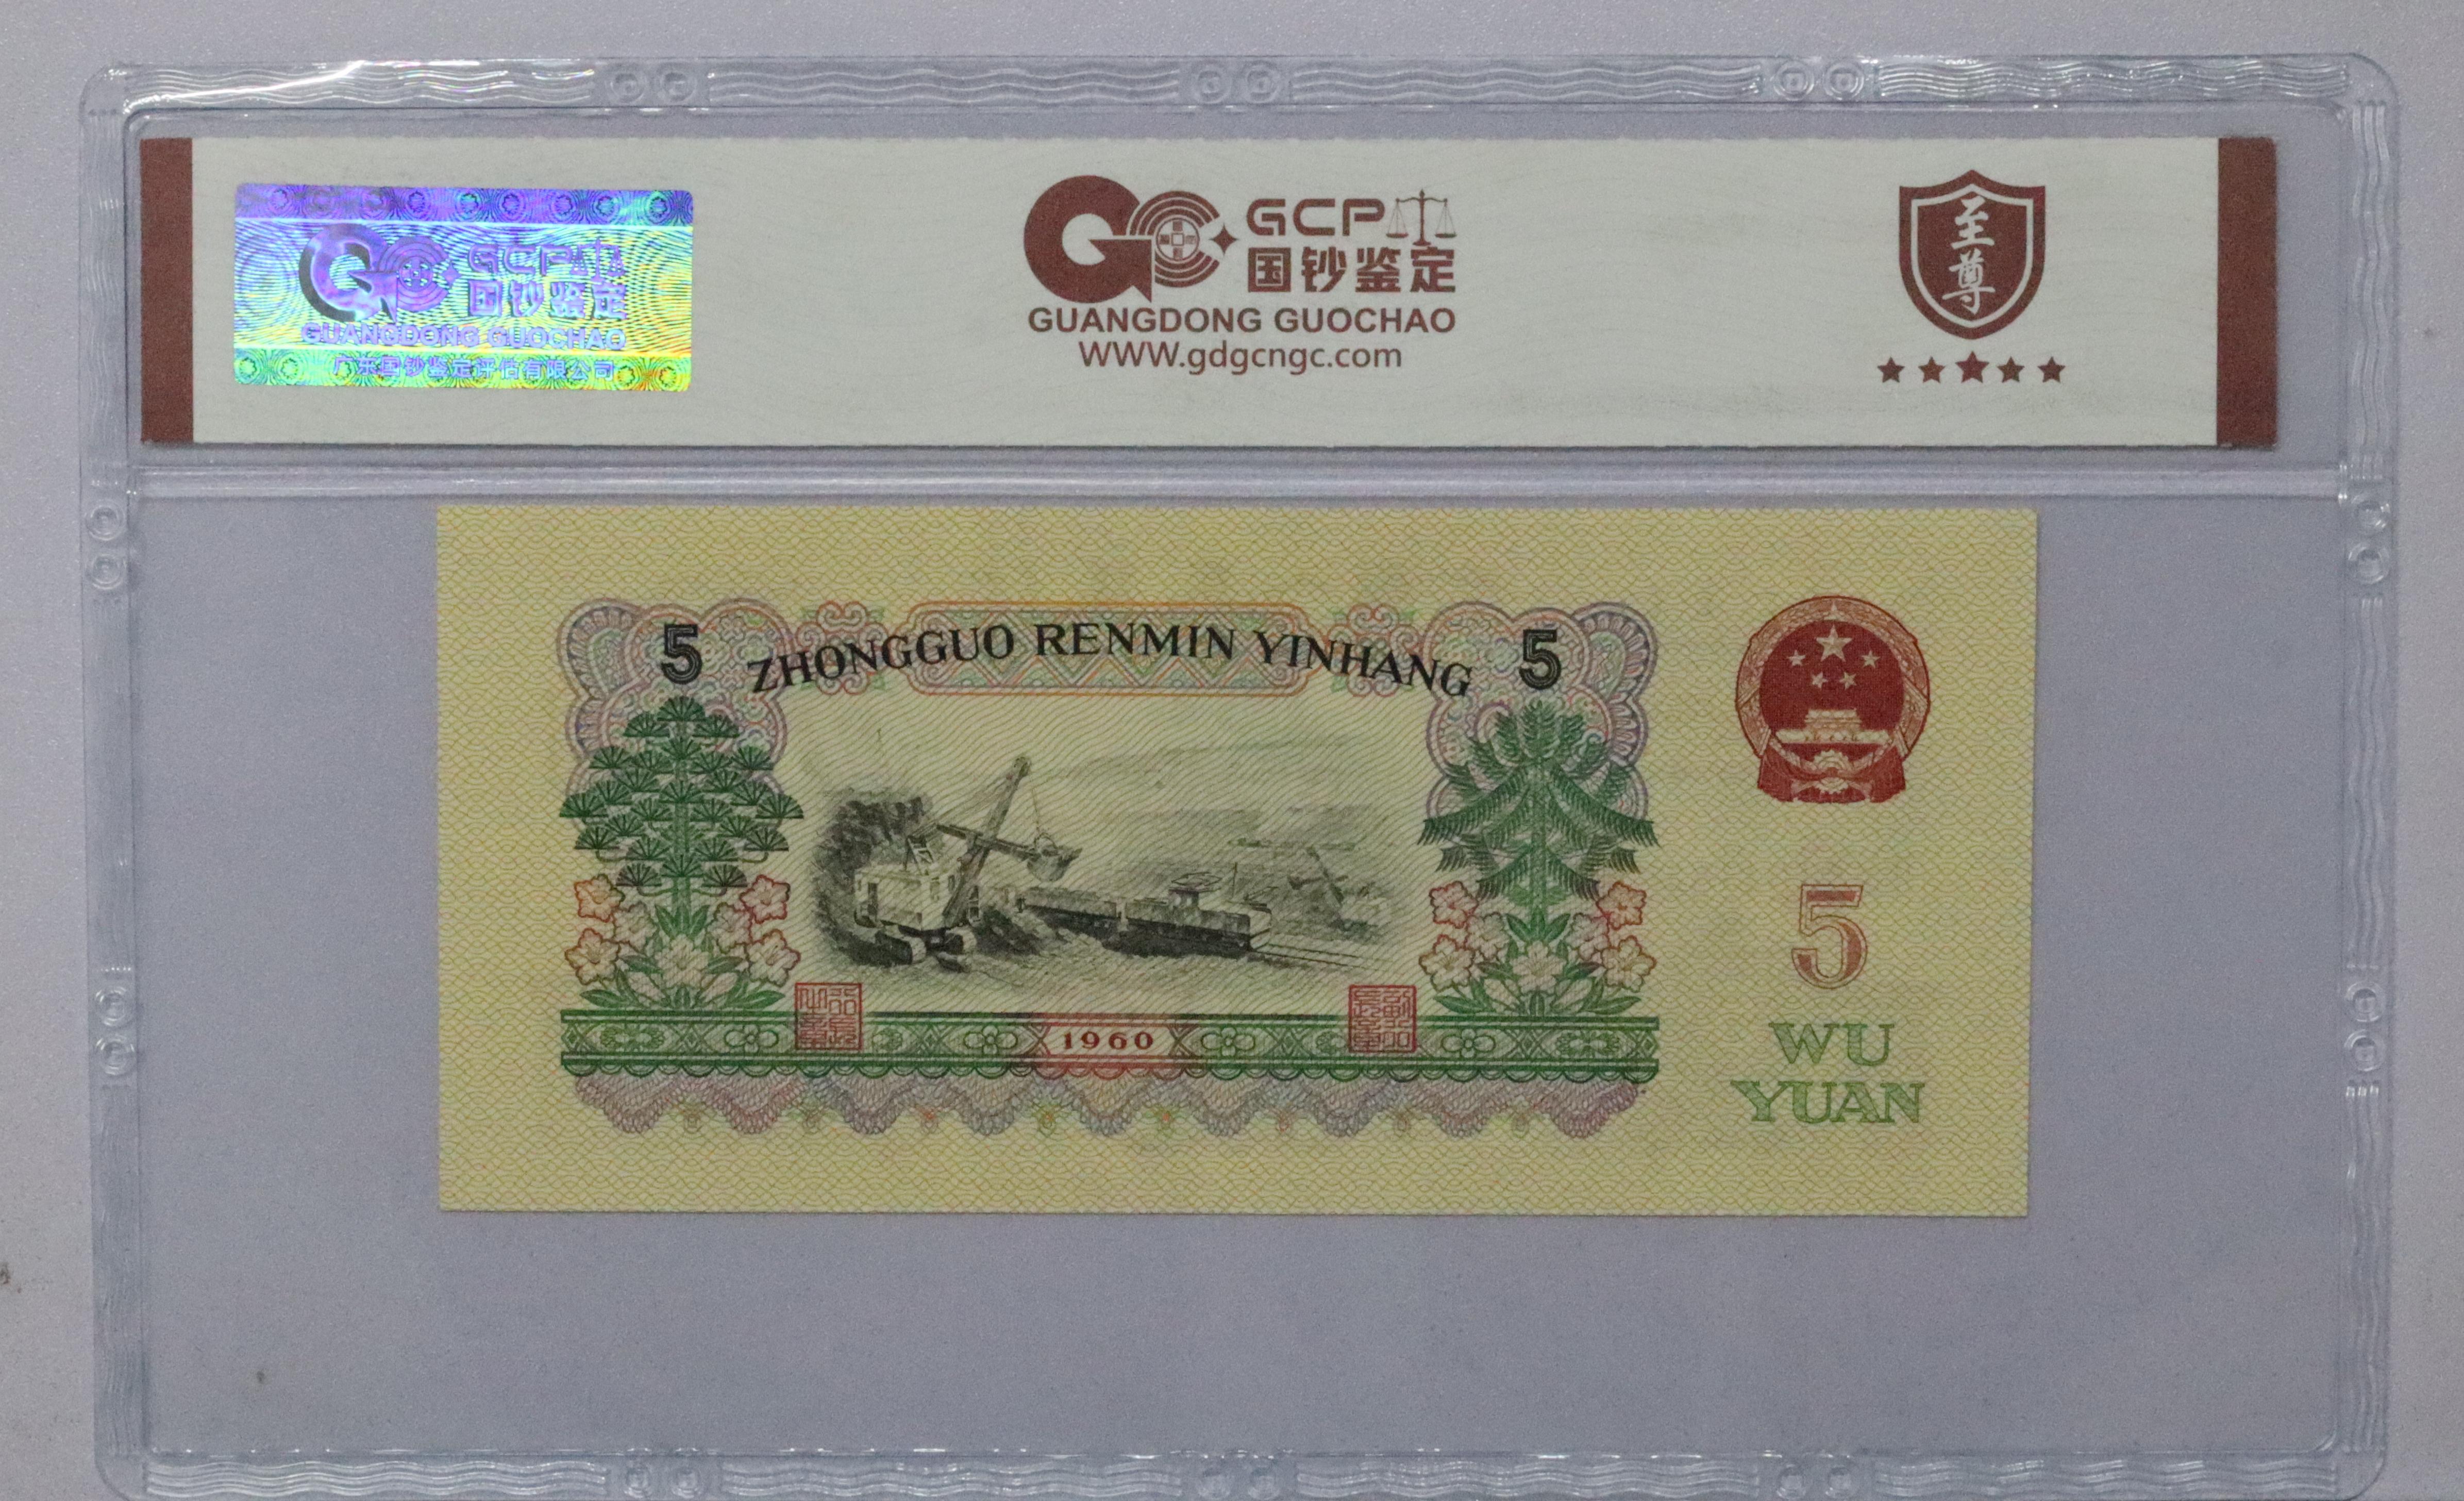 GCP
国钞鉴定
GUANGDONG GUOCHAO
广东国钞鉴定评估有限公司
GCP
国钞鉴定
GUANGDONG GUOCHAO
WWW.gdgcngc.com
至
尊
5 ZHONGGUO RENMIN YINHANG 5
1960
5
WU
YUAN